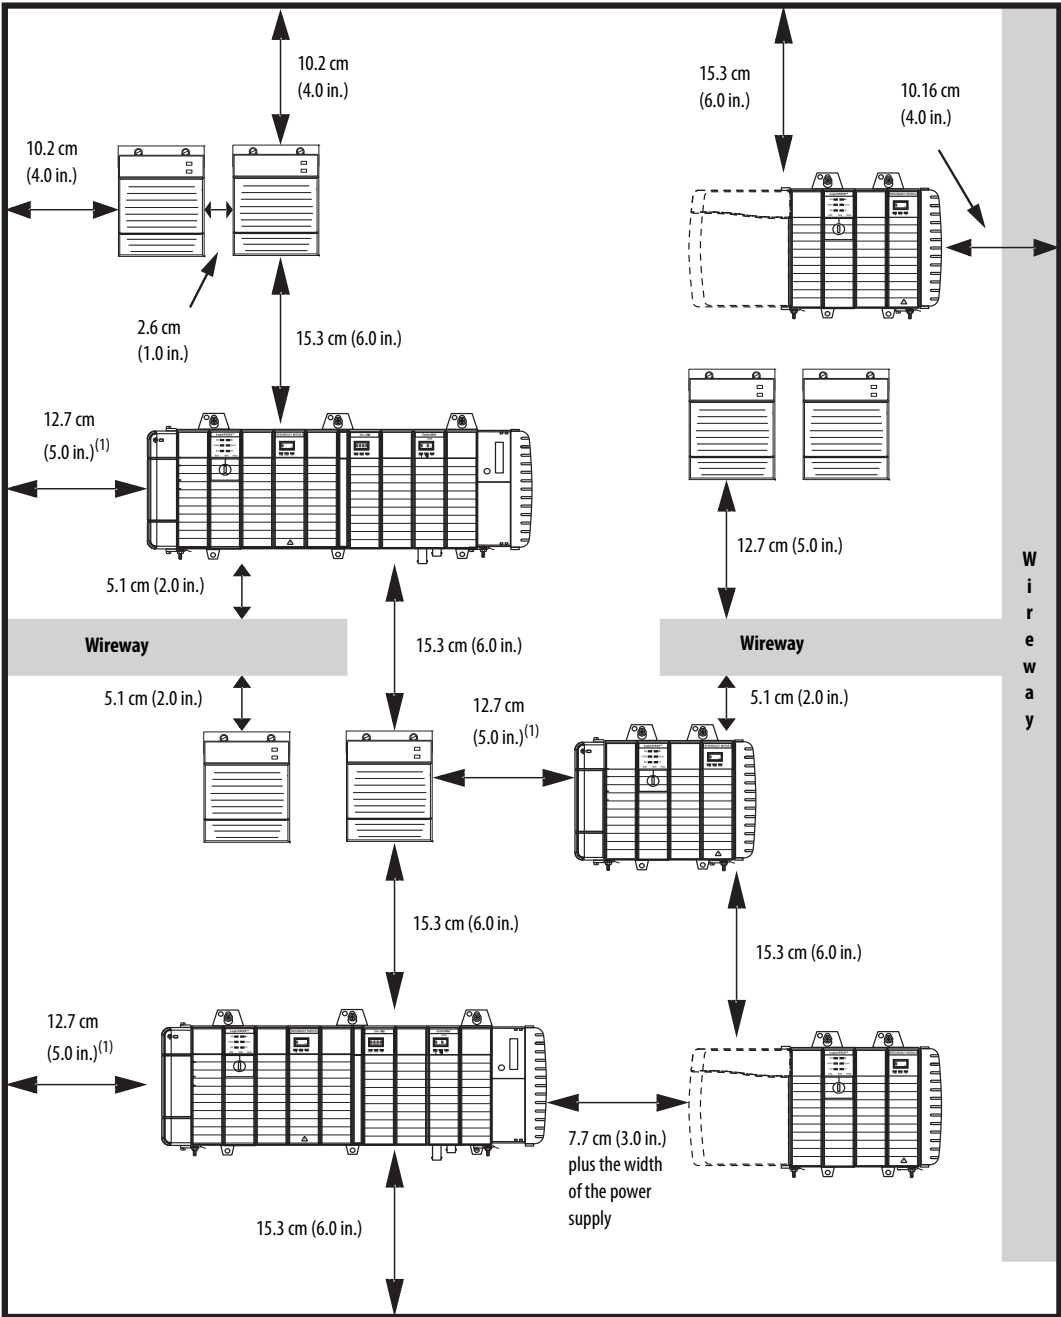 10.2 cm
(4.0 in.)
15.3 cm
(6.0 in.)
10.16 cm
(4.0 in.)
10.2 cm
(4.0 in.)
2.6 cm
(1.0 in.)
15.3 cm (6.0 in.)
12.7 cm
(5.0 in.)(1)
12.7 cm (5.0 in.)
5.1 cm (2.0 in.)
Wireway
15.3 cm (6.0 in.)
Wireway
Wireway
5.1 cm (2.0 in.)
12.7 cm
(5.0 in.)(1)
5.1 cm (2.0 in.)
15.3 cm (6.0 in.)
15.3 cm (6.0 in.)
12.7 cm
(5.0 in.)(1)
7.7 cm (3.0 in.)
plus the width
of the power
supply
15.3 cm (6.0 in.)